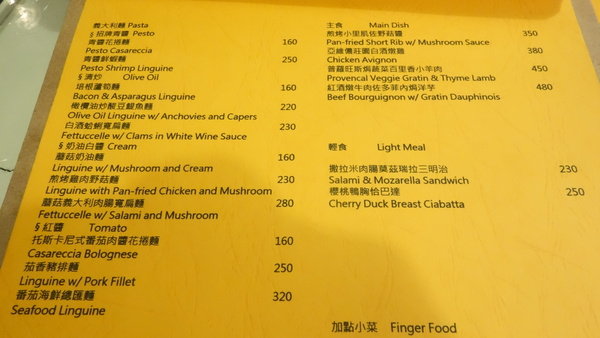 義大利麵 Pasta
§ 招牌青醬 Pesto
青醬花捲麵 160
Pesto Casareccia
青醬鮮蝦麵 250
Pesto Shrimp Linguine
§ 清炒 Olive Oil
培根蘆筍麵 160
Bacon & Asparagus Linguine
橄欖油炒酸豆鯷魚麵 220
Olive Oil Linguine w/ Anchovies and Capers
白酒蛤蜊寬扁麵 230
Fettuccelle w/ Clams in White Wine Sauce
§ 奶油白醬 Cream
蘑菇奶油麵 160
Linguine w/ Mushroom and Cream
煎烤雞肉野菇麵 230
Linguine with Pan-fried Chicken and Mushroom
蘑菇義大利肉腸寬扁麵 280
Fettuccelle w/ Salami and Mushroom
§ 紅醬 Tomato
托斯卡尼式番茄肉醬花捲麵 160
Casareccia Bolognese
茄香豬排麵 250
Linguine w/ Pork Fillet
番茄海鮮總匯麵 320
Seafood Linguine
主食 Main Dish
煎烤小里肌佐野菇醬 350
Pan-fried Short Rib w/ Mushroom Sauce
亞維儂莊園白酒燉雞 380
Chicken Avignon
普羅旺斯焗蔬菜百里香小羊肉 450
Provencal Veggie Gratin & Thyme Lamb
紅酒燉牛肉佐多菲內焗洋芋 480
Beef Bourguignon w/ Gratin Dauphinois
輕食 Light Meal
撒拉米肉腸莫茲瑞拉三明治 230
Salami & Mozarella Sandwich
櫻桃鴨胸恰巴達 250
Cherry Duck Breast Ciabatta
加點小菜 Finger Food